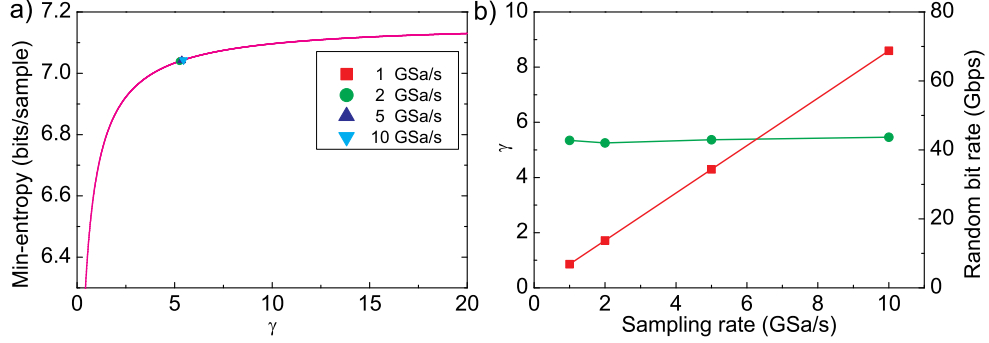 a)
7.2
7.0
6.8
6.6
6.4
Min-entropy (bits/sample)
0
5
10
15
20
γ
1 GSa/s
2 GSa/s
5 GSa/s
10 GSa/s
b)
10
8
6
4
2
0
γ
0
2
4
6
8
10
Sampling rate (GSa/s)
80
60
40
20
0
Random bit rate (Gbps)